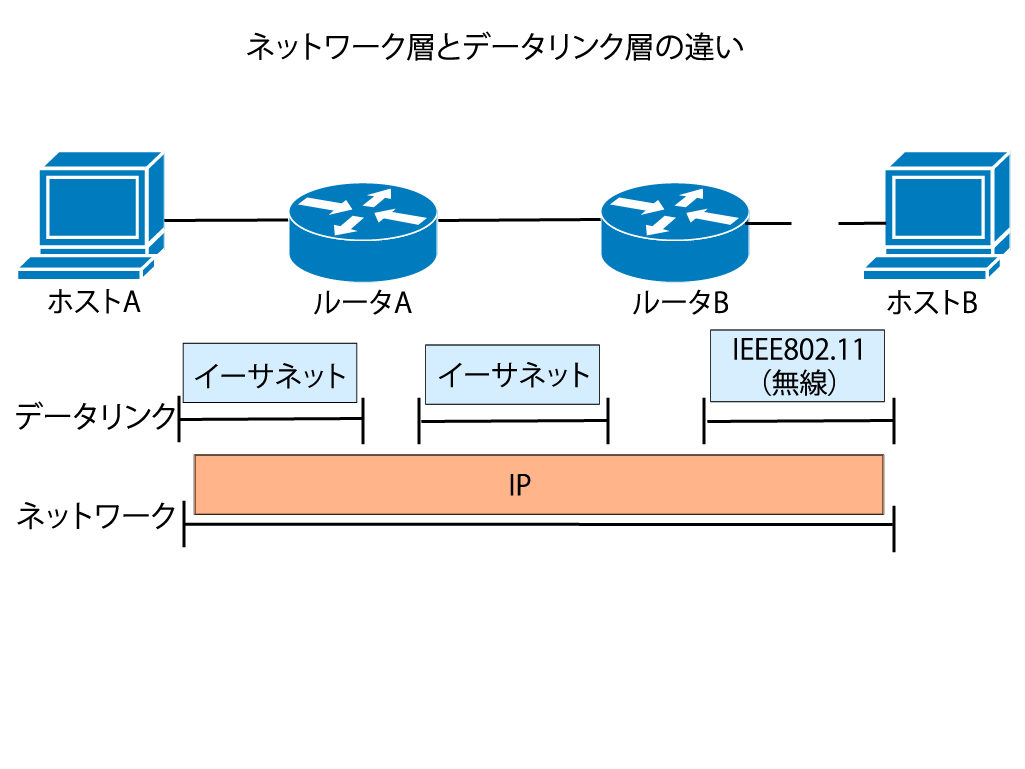 ネットワーク層とデータリンク層の違い
ホストA
ルータA
ルータB
ホストB
イーサネット
イーサネット
IEEE802.11
（無線）
データリンク
IP
ネットワーク